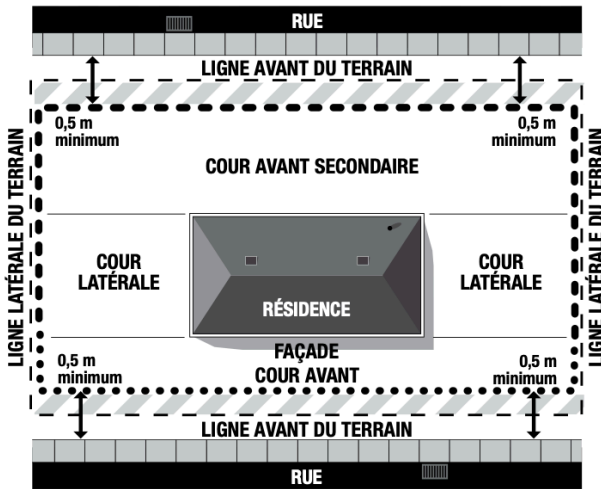 RUE
LIGNE AVANT DU TERRAIN
0,5 m
minimum
0,5 m
minimum
COUR AVANT SECONDAIRE
LIGNE LATÉRALE DU TERRAIN
LIGNE LATÉRALE DU TERRAIN
COUR
LATÉRALE
COUR
LATÉRALE
RÉSIDENCE
FAÇADE
COUR AVANT
0,5 m
minimum
0,5 m
minimum
LIGNE AVANT DU TERRAIN
RUE